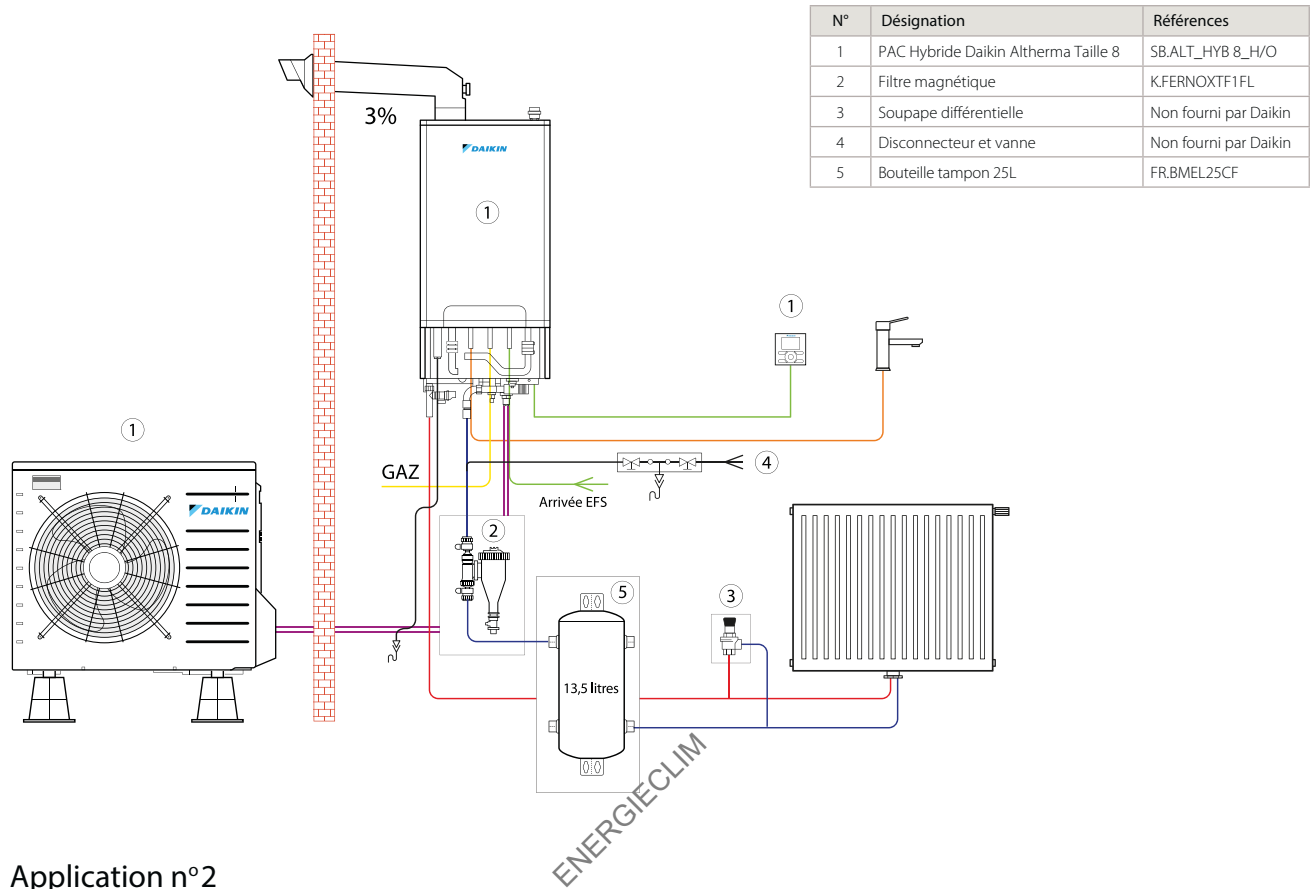 N° Désignation Références
1 PAC Hybride Daikin Altherma Taille 8 SB.ALT_HYB 8_H/O
2 Filtre magnétique K.FERNOXTF1FL
3 Soupape différentielle Non fourni par Daikin
4 Disconnecteur et vanne Non fourni par Daikin
5 Bouteille tampon 25L FR.BMEL25CF
3%
DAIKIN
1
1
1
DAIKIN
GAZ
4
Arrivée EFS
2
5
3
13,5 litres
ENERGIECLIM
Application n°2